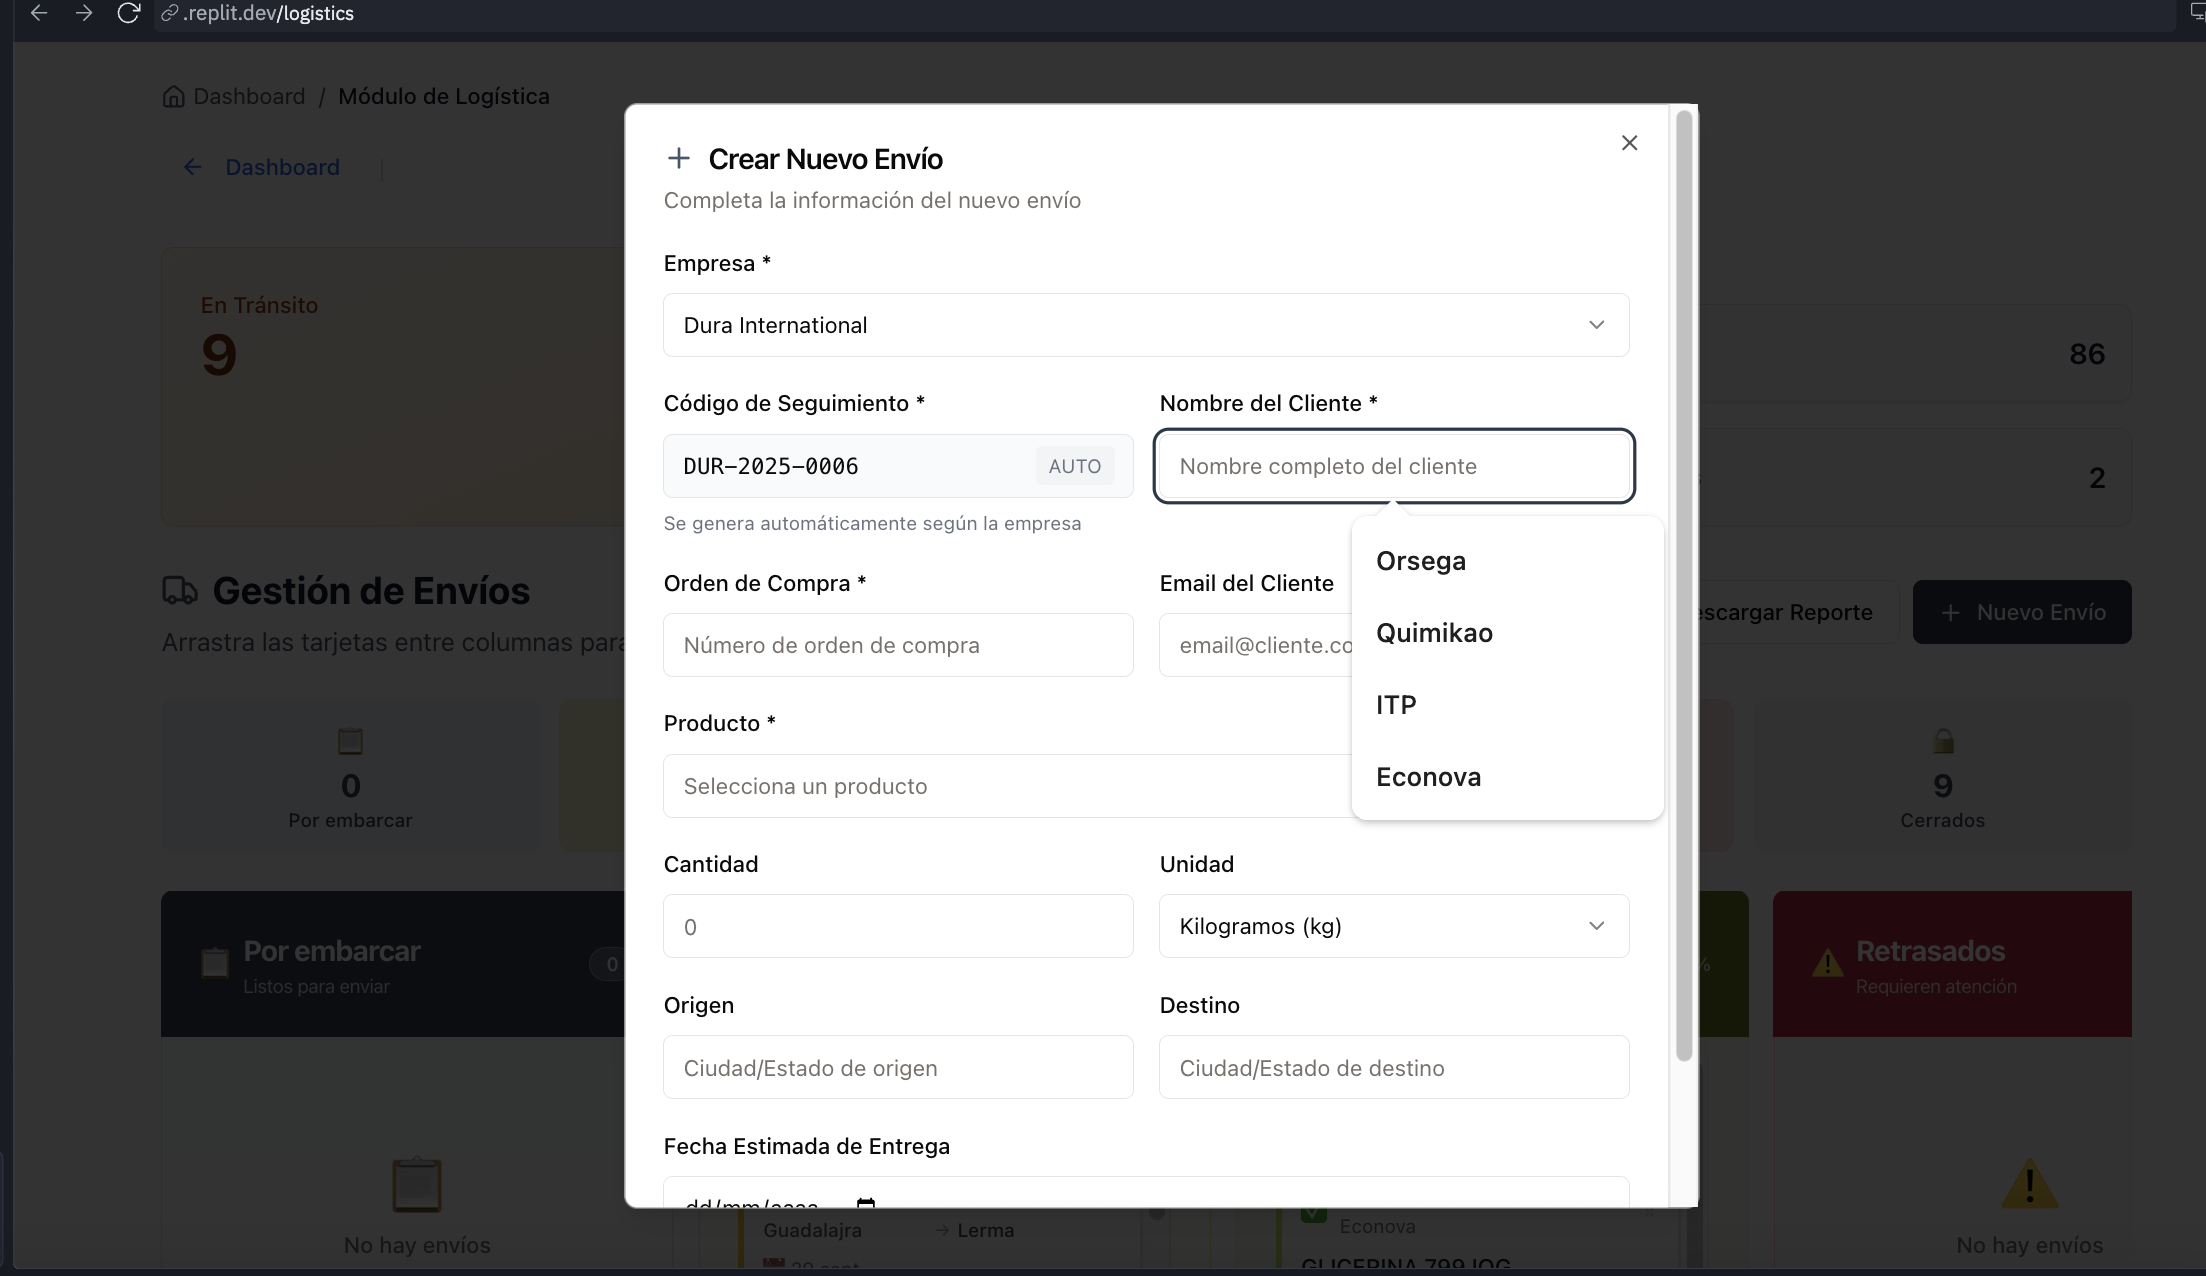 .replit.dev/logistics
Dashboard / Módulo de Logística
Dashboard
En Tránsito
9
86
2
Gestión de Envíos
Arrastra las tarjetas entre columnas para
escargar Reporte
Nuevo Envío
0
Por embarcar
9
Cerrados
Por embarcar
Listos para enviar
0
%
Retrasados
Requieren atención
No hay envíos
Guadalajra → Lerma
Econova
GLICERINA 799 IOG
No hay envíos
Crear Nuevo Envío
Completa la información del nuevo envío
Empresa *
Dura International
Código de Seguimiento *
DUR-2025-0006
AUTO
Se genera automáticamente según la empresa
Nombre del Cliente *
Nombre completo del cliente
Orsega
Quimikao
ITP
Econova
Orden de Compra *
Número de orden de compra
Email del Cliente
email@cliente.co
Producto *
Selecciona un producto
Cantidad
0
Unidad
Kilogramos (kg)
Origen
Ciudad/Estado de origen
Destino
Ciudad/Estado de destino
Fecha Estimada de Entrega
dd/mm/aaaa